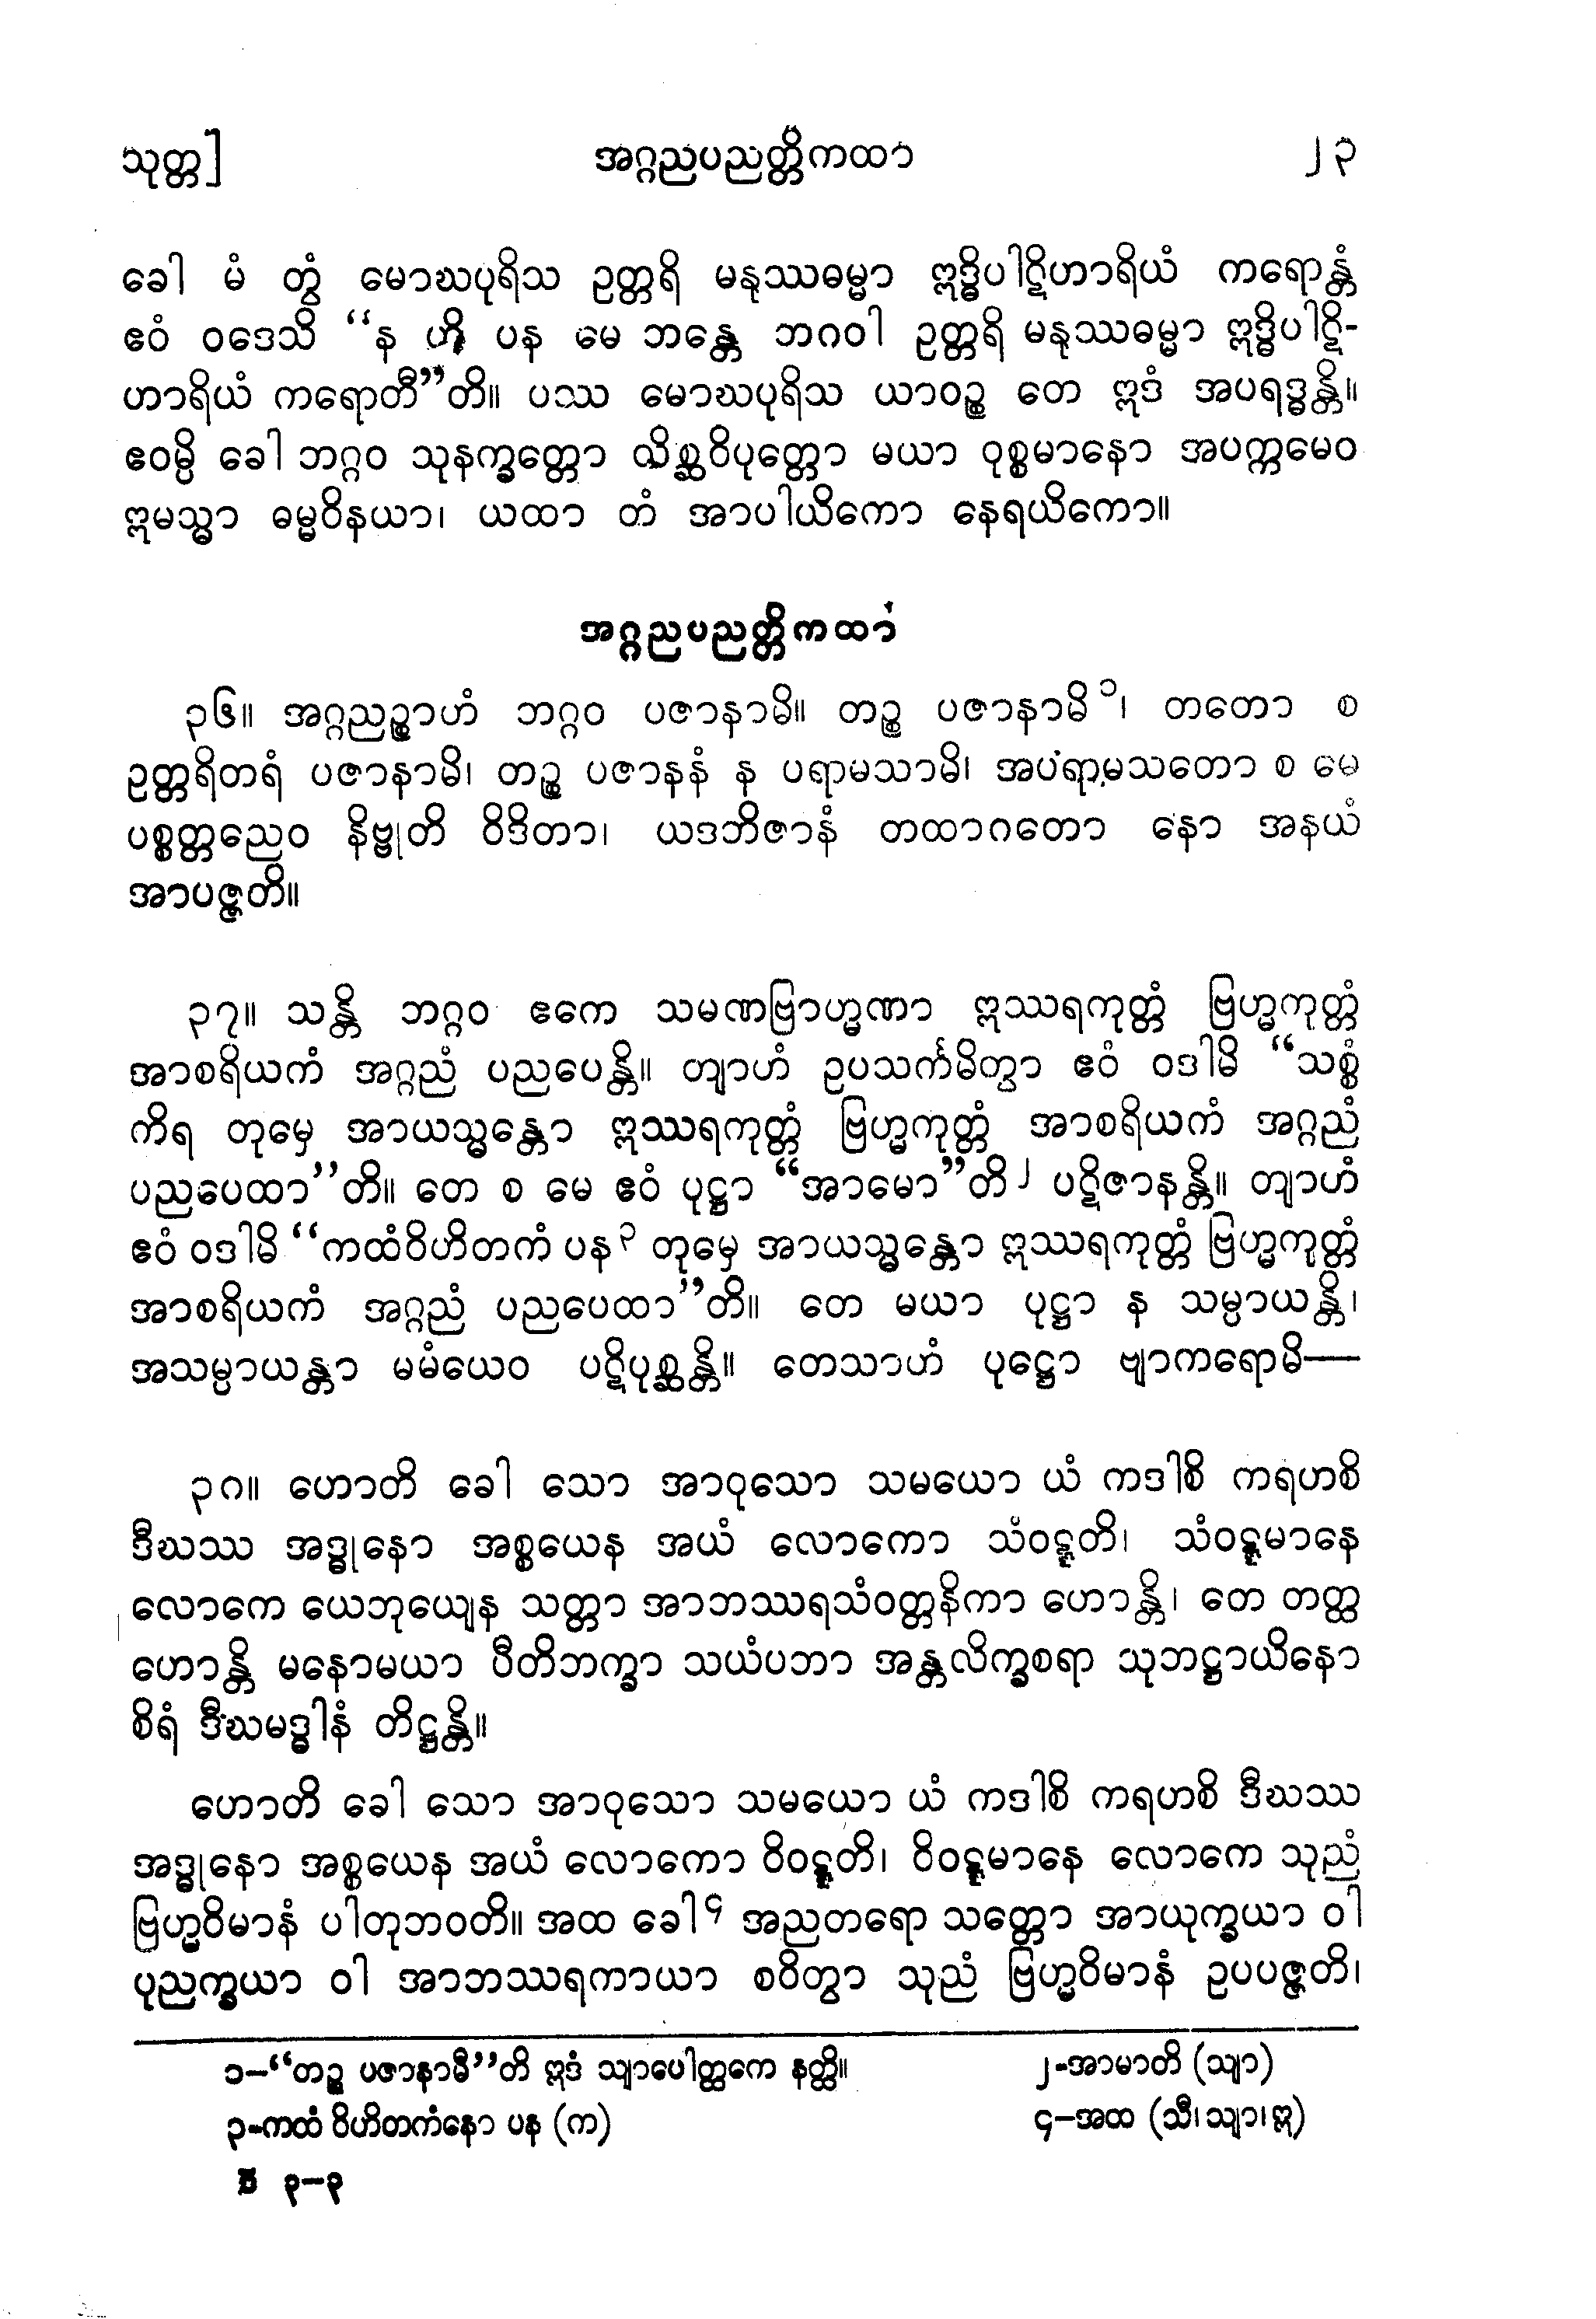 သုတ္တ] အဂ္ဂညပညတ္တိကထာ ၂၃
ခေါ မံ တွံ မောဃပုရိသ ဥတ္တရိ မနုဿဓမ္မာ ဣဒ္ဓိပါဋိဟာရိယံ ကရောန္တံ
ဧဝံ ဝဒေသိ “န ဟိ ပန မေ ဘန္တေ ဘဂဝါ ဥတ္တရိ မနုဿဓမ္မာ ဣဒ္ဓိပါဋိ-
ဟာရိယံ ကရောတီ”တိ။ ပဿ မောဃပုရိသ ယာဝဉ္စ တေ ဣဒံ အပရဒ္ဓန္တိ။
ဧဝမ္ပိ ခေါ ဘဂ္ဂဝ သုနက္ခတ္တော လိစ္ဆဝိပုတ္တော မယာ ဝုစ္စမာနော အပက္ကမေဝ
ဣမသ္မာ ဓမ္မဝိနယာ၊ ယထာ တံ အာပါယိကော နေရယိကော။
အဂ္ဂညပညတ္တိကထာ
၃၆။ အဂ္ဂညဉ္စာဟံ ဘဂ္ဂဝ ပဇာနာမိ။ တဉ္စ ပဇာနာမိ၁၊ တတော စ
ဥတ္တရိတရံ ပဇာနာမိ၊ တဉ္စ ပဇာနနံ န ပရာမသာမိ၊ အပရာမသတော စ မေ
ပစ္စတ္တညေဝ နိဗ္ဗုတိ ဝိဒိတာ၊ ယဒဘိဇာနံ တထာဂတော နော အနယံ
အာပဇ္ဇတိ။
၃၇။ သန္တိ ဘဂ္ဂဝ ဧကေ သမဏဗြာဟ္မဏာ ဣဿရကုတ္တံ ဗြဟ္မကုတ္တံ
အာစရိယကံ အဂ္ဂညံ ပညပေန္တိ။ တျာဟံ ဥပသင်္ကမိတွာ ဧဝံ ဝဒါမိ “သစ္စံ
ကိရ တုမှေ အာယသ္မန္တော ဣဿရကုတ္တံ ဗြဟ္မကုတ္တံ အာစရိယကံ အဂ္ဂညံ
ပညပေထာ”တိ။ တေ စ မေ ဧဝံ ပုဋ္ဌာ “အာမော”တိ၂ ပဋိဇာနန္တိ။ တျာဟံ
ဧဝံ ဝဒါမိ “ကထံဝိဟိတကံ ပန၃ တုမှေ အာယသ္မန္တော ဣဿရကုတ္တံ ဗြဟ္မကုတ္တံ
အာစရိယကံ အဂ္ဂညံ ပညပေထာ”တိ။ တေ မယာ ပုဋ္ဌာ န သမ္ပာယန္တိ၊
အသမ္ပာယန္တာ မမံယေဝ ပဋိပုစ္ဆန္တိ။ တေသာဟံ ပုဋ္ဌော ဗျာကရောမိ—
၃၈။ ဟောတိ ခေါ သော အာဝုသော သမယော ယံ ကဒါစိ ကရဟစိ
ဒီဃဿ အဒ္ဓုနော အစ္စယေန အယံ လောကော သံဝဋ္ဋတိ၊ သံဝဋ္ဋမာနေ
လောကေ ယေဘုယျေန သတ္တာ အာဘဿရသံဝတ္တနိကာ ဟောန္တိ၊ တေ တတ္ထ
ဟောန္တိ မနောမယာ ပီတိဘက္ခာ သယံပဘာ အန္တလိက္ခစရာ သုဘဋ္ဌာယိနော
စိရံ ဒီဃမဒ္ဓါနံ တိဋ္ဌန္တိ။
ဟောတိ ခေါ သော အာဝုသော သမယော ယံ ကဒါစိ ကရဟစိ ဒီဃဿ
အဒ္ဓုနော အစ္စယေန အယံ လောကော ဝိဝဋ္ဋတိ၊ ဝိဝဋ္ဋမာနေ လောကေ သုညံ
ဗြဟ္မဝိမာနံ ပါတုဘဝတိ။ အထ ခေါ၄ အညတရော သတ္တော အာယုက္ခယာ ဝါ
ပုညက္ခယာ ဝါ အာဘဿရကာယာ စဝိတွာ သုညံ ဗြဟ္မဝိမာနံ ဥပပဇ္ဇတိ၊
၁–“တဉ္စ ပဇာနာမီ”တိ ဣဒံ သျာပေါတ္ထကေ နတ္ထိ။ ၂-အာမာတိ (သျာ)
၃-ကထံ ဝိဟိတကံနော ပန (က) ၄–အထ (သီ၊ သျာ၊ ဣ)
၃–၃